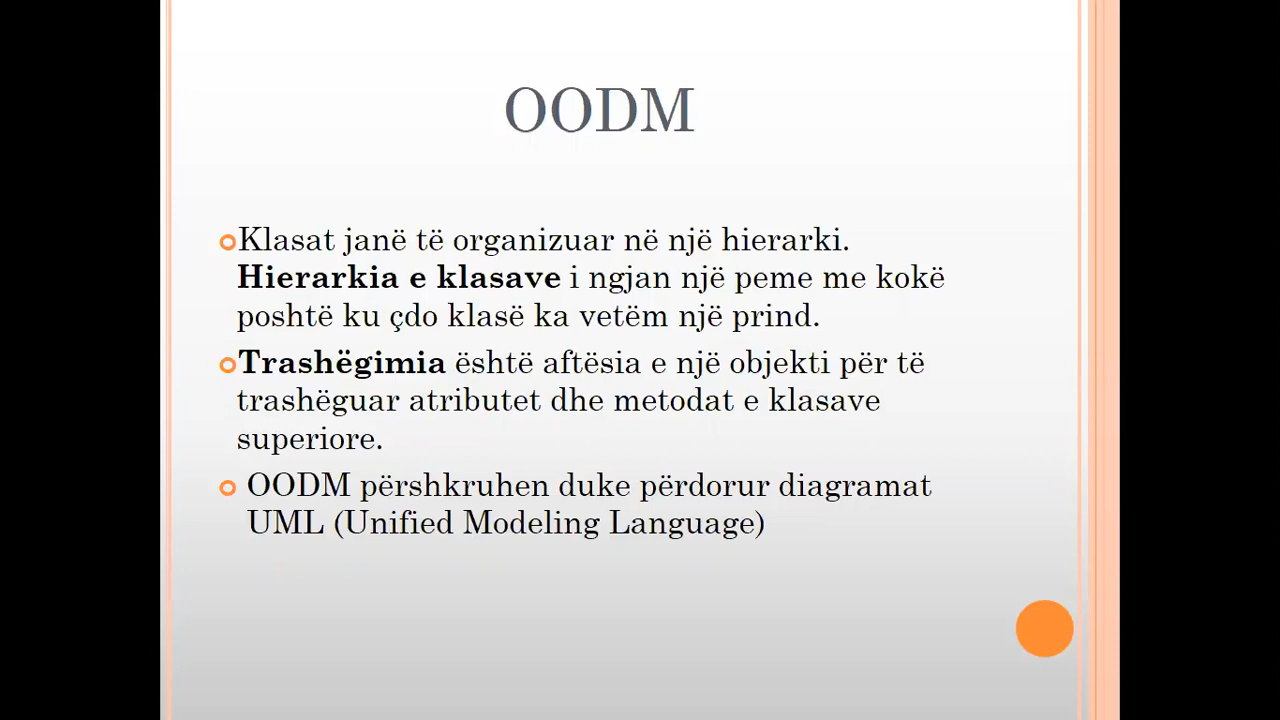 OODM
Klasat janë të organizuar në një hierarki.
Hierarkia e klasave i ngjan një peme me kokë
poshtë ku çdo klasë ka vetëm një prind.
Trashëgimia është aftësia e një objekti për të
trashëguar atributet dhe metodat e klasave
superiore.
OODM përshkruhen duke përdorur diagramat
UML (Unified Modeling Language)